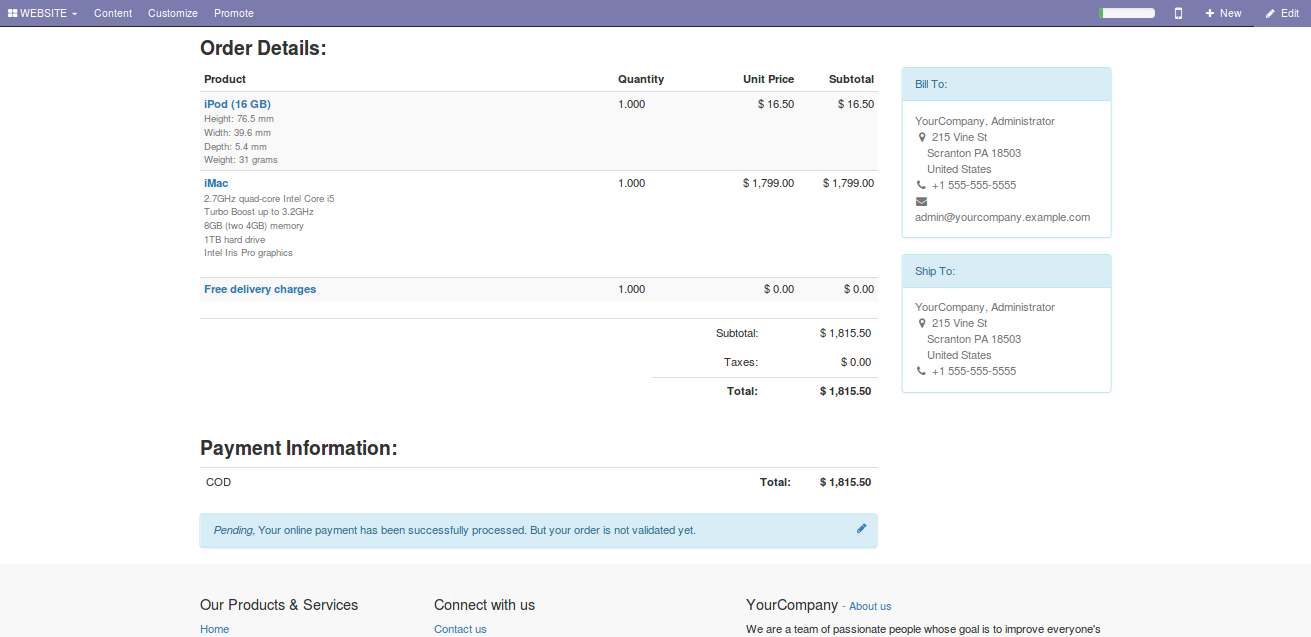 WEBSITE Content Customize Promote New Edit
Order Details:
Product Quantity Unit Price Subtotal
iPod (16 GB) 1.000 $ 16.50 $ 16.50
Height: 76.5 mm
Width: 39.6 mm
Depth: 5.4 mm
Weight: 31 grams
iMac 1.000 $ 1,799.00 $ 1,799.00
2.7GHz quad-core Intel Core i5
Turbo Boost up to 3.2GHz
8GB (two 4GB) memory
1TB hard drive
Intel Iris Pro graphics
Free delivery charges 1.000 $ 0.00 $ 0.00
Subtotal: $ 1,815.50
Taxes: $ 0.00
Total: $ 1,815.50
Bill To:
YourCompany, Administrator
215 Vine St
Scranton PA 18503
United States
+1 555-555-5555
admin@yourcompany.example.com
Ship To:
YourCompany, Administrator
215 Vine St
Scranton PA 18503
United States
+1 555-555-5555
Payment Information:
COD Total: $ 1,815.50
Pending, Your online payment has been successfully processed. But your order is not validated yet.
Our Products & Services Connect with us YourCompany - About us
Home Contact us We are a team of passionate people whose goal is to improve everyone's